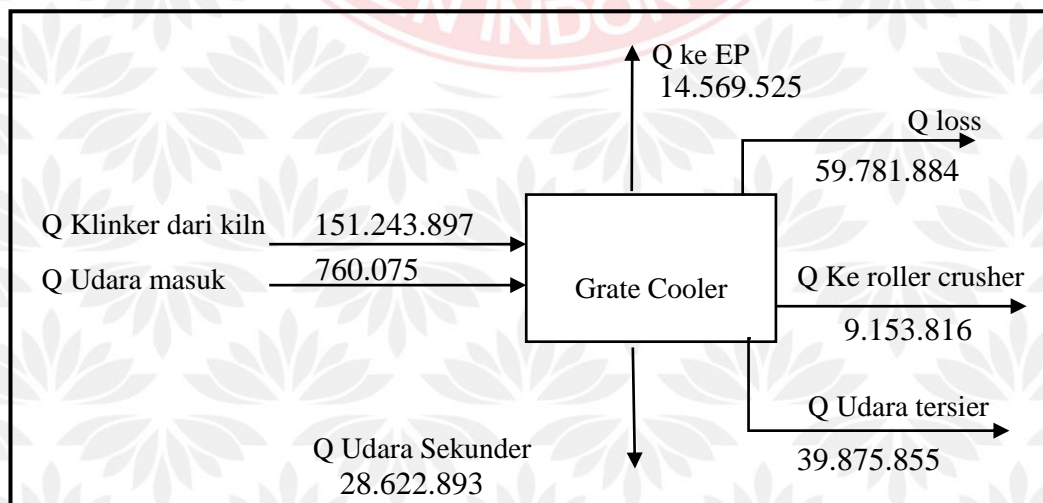 N INDON
Q ke EP
14.569.525
Q loss
59.781.884
Q Klinker dari kiln
151.243.897
Q Udara masuk
760.075
Grate Cooler
Q Ke roller crusher
9.153.816
Q Udara tersier
39.875.855
Q Udara Sekunder
28.622.893